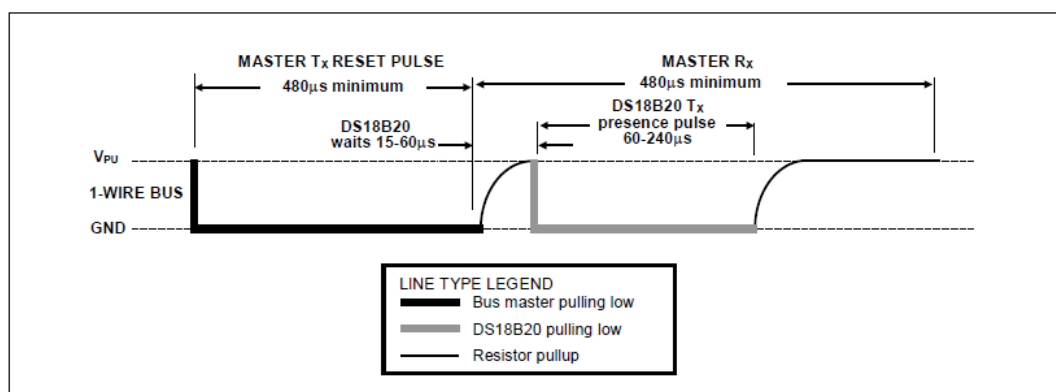 MASTER TX RESET PULSE
480µs minimum
MASTER RX
480µs minimum
DS18B20
waits 15-60µs
DS18B20 TX
presence pulse
60-240µs
VPU
1-WIRE BUS
GND
LINE TYPE LEGEND
Bus master pulling low
DS18B20 pulling low
Resistor pullup